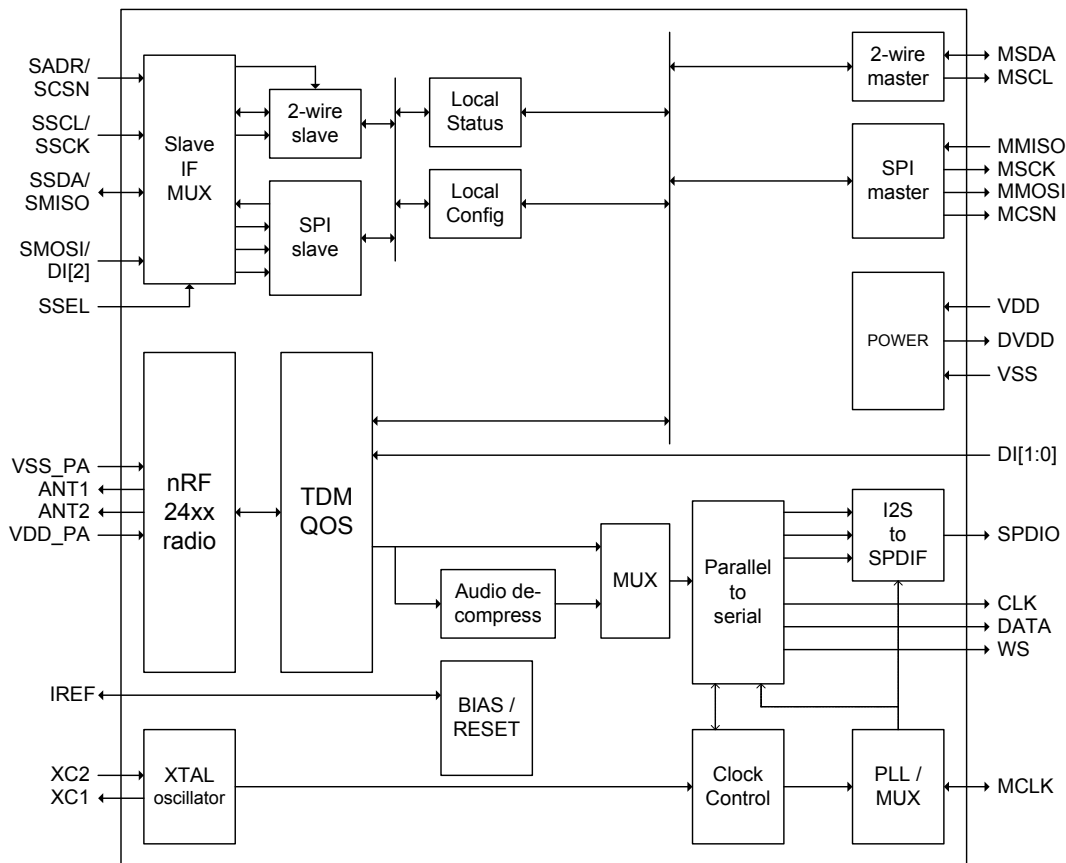 SADR/
SCSN
SSCL/
SSCK
SSDA/
SMISO
SMOSI/
DI[2]
SSEL
Slave
IF
MUX
2-wire
slave
SPI
slave
Local
Status
Local
Config
2-wire
master
MSDA
MSCL
SPI
master
MMISO
MSCK
MMOSI
MCSN
POWER
VDD
DVDD
VSS
VSS_PA
ANT1
ANT2
VDD_PA
nRF
24xx
radio
TDM
QOS
DI[1:0]
Audio de-
compress
MUX
Parallel
to
serial
I2S
to
SPDIF
SPDIO
CLK
DATA
WS
IREF
BIAS /
RESET
XC2
XC1
XTAL
oscillator
Clock
Control
PLL /
MUX
MCLK